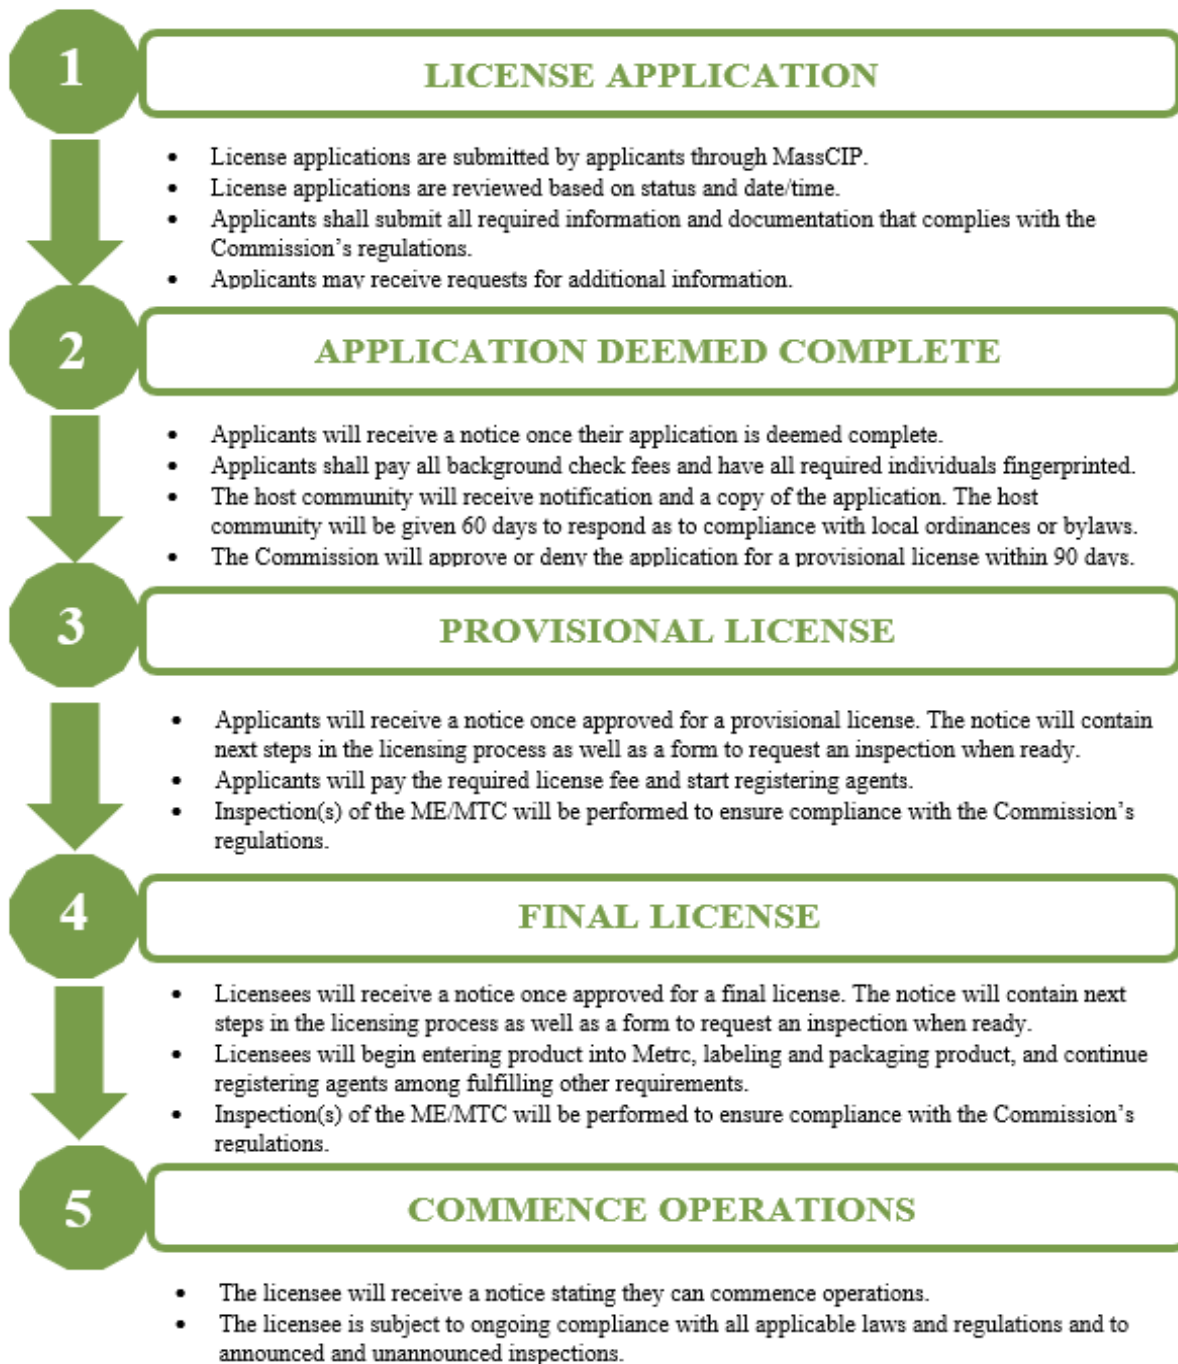 1
LICENSE APPLICATION
• License applications are submitted by applicants through MassCIP.
• License applications are reviewed based on status and date/time.
• Applicants shall submit all required information and documentation that complies with the
Commission’s regulations.
• Applicants may receive requests for additional information.
2
APPLICATION DEEMED COMPLETE
• Applicants will receive a notice once their application is deemed complete.
• Applicants shall pay all background check fees and have all required individuals fingerprinted.
• The host community will receive notification and a copy of the application. The host
community will be given 60 days to respond as to compliance with local ordinances or bylaws.
• The Commission will approve or deny the application for a provisional license within 90 days.
3
PROVISIONAL LICENSE
• Applicants will receive a notice once approved for a provisional license. The notice will contain
next steps in the licensing process as well as a form to request an inspection when ready.
• Applicants will pay the required license fee and start registering agents.
• Inspection(s) of the ME/MTC will be performed to ensure compliance with the Commission’s
regulations.
4
FINAL LICENSE
• Licensees will receive a notice once approved for a final license. The notice will contain next
steps in the licensing process as well as a form to request an inspection when ready.
• Licensees will begin entering product into Metrc, labeling and packaging product, and continue
registering agents among fulfilling other requirements.
• Inspection(s) of the ME/MTC will be performed to ensure compliance with the Commission’s
regulations.
5
COMMENCE OPERATIONS
• The licensee will receive a notice stating they can commence operations.
• The licensee is subject to ongoing compliance with all applicable laws and regulations and to
announced and unannounced inspections.